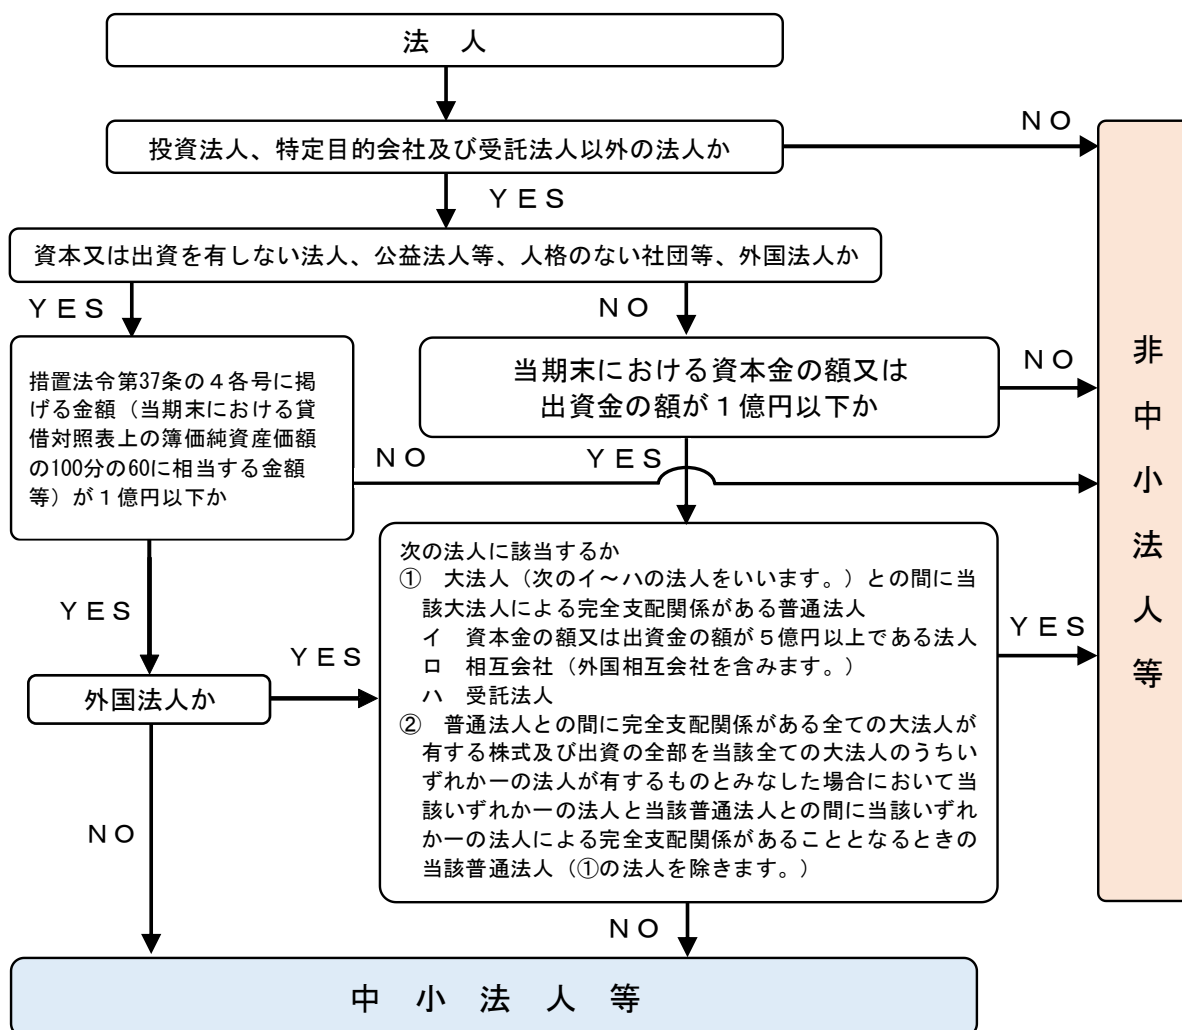 法　人
投資法人、特定目的会社及び受託法人以外の法人か
ＮＯ
ＹＥＳ
資本又は出資を有しない法人、公益法人等、人格のない社団等、外国法人か
ＹＥＳ
ＮＯ
措置法令第37条の４各号に掲
げる金額（当期末における貸
借対照表上の簿価純資産価額
の100分の60に相当する金額
等）が１億円以下か
当期末における資本金の額又は
出資金の額が１億円以下か
ＮＯ
ＮＯ
ＹＥＳ
次の法人に該当するか
①　大法人（次のイ～ハの法人をいいます。）との間に当
該大法人による完全支配関係がある普通法人
イ　資本金の額又は出資金の額が５億円以上である法人
ロ　相互会社（外国相互会社を含みます。）
ハ　受託法人
②　普通法人との間に完全支配関係がある全ての大法人が
有する株式及び出資の全部を当該全ての大法人のうちい
ずれか一の法人が有するものとみなした場合において当
該いずれか一の法人と当該普通法人との間に当該いずれ
か一の法人による完全支配関係があることとなるときの
当該普通法人（①の法人を除きます。）
ＹＥＳ
ＹＥＳ
ＹＥＳ
外国法人か
ＮＯ
ＮＯ
非中小法人等
中　小　法　人　等